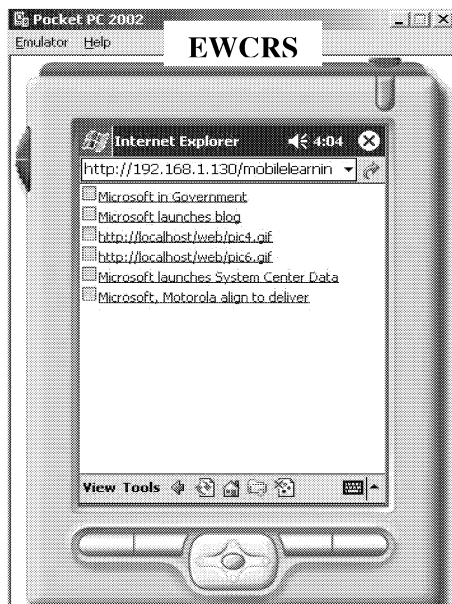 Pocket PC 2002
Emulator Help
EWCRS
Internet Explorer 4:04
http://192.168.1.130/mobilelearnin
Microsoft in Government
Microsoft launches blog
http://localhost/web/pic4.gif
http://localhost/web/pic6.gif
Microsoft launches System Center Data
Microsoft, Motorola align to deliver
View Tools